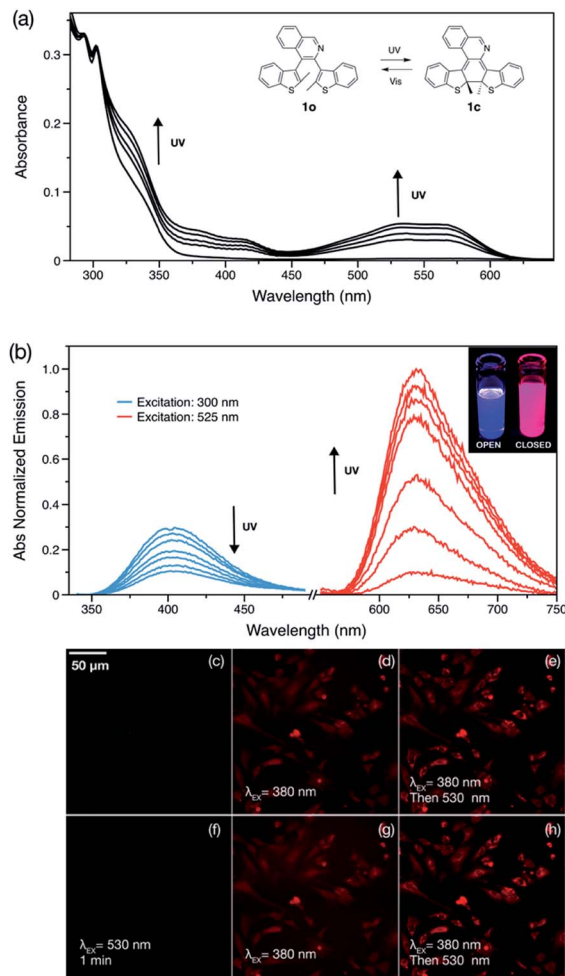 (a)
0.3
0.2
0.1
0
Absorbance
300
350
400
450
500
550
600
Wavelength (nm)
UV
UV
N
S
S
1o
UV
Vis
N
S
S
1c
(b)
Excitation: 300 nm
Excitation: 525 nm
1.0
0.8
0.6
0.4
0.2
0
Abs Normalized Emission
UV
UV
OPEN
CLOSED
350
400
450
600
650
700
750
Wavelength (nm)
50 µm
(c)
(d)
λEX= 380 nm
(e)
λEX= 380 nm
Then 530 nm
(f)
λEX= 530 nm
1 min
(g)
λEX= 380 nm
(h)
λEX= 380 nm
Then 530 nm